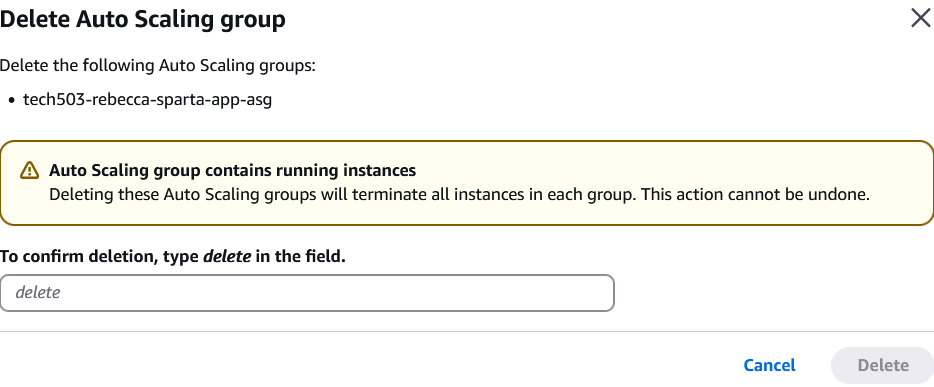 Delete Auto Scaling group
Delete the following Auto Scaling groups:
• tech503-rebecca-sparta-app-asg
Auto Scaling group contains running instances
Deleting these Auto Scaling groups will terminate all instances in each group. This action cannot be undone.
To confirm deletion, type delete in the field.
delete
Cancel
Delete